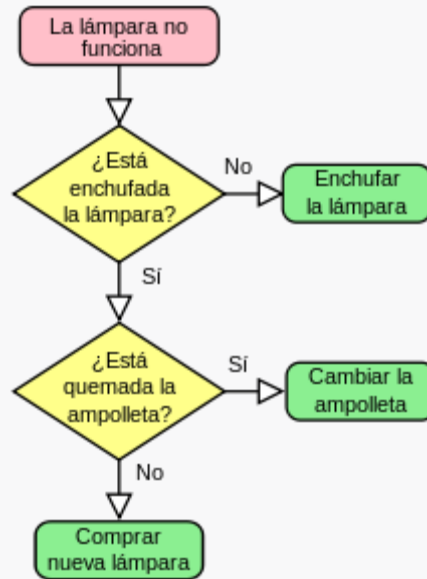 La lámpara no
funciona
¿Está
enchufada
la lámpara?
No
Enchufar
la lámpara
Sí
¿Está
quemada la
ampolleta?
Sí
Cambiar la
ampolleta
No
Comprar
nueva lámpara